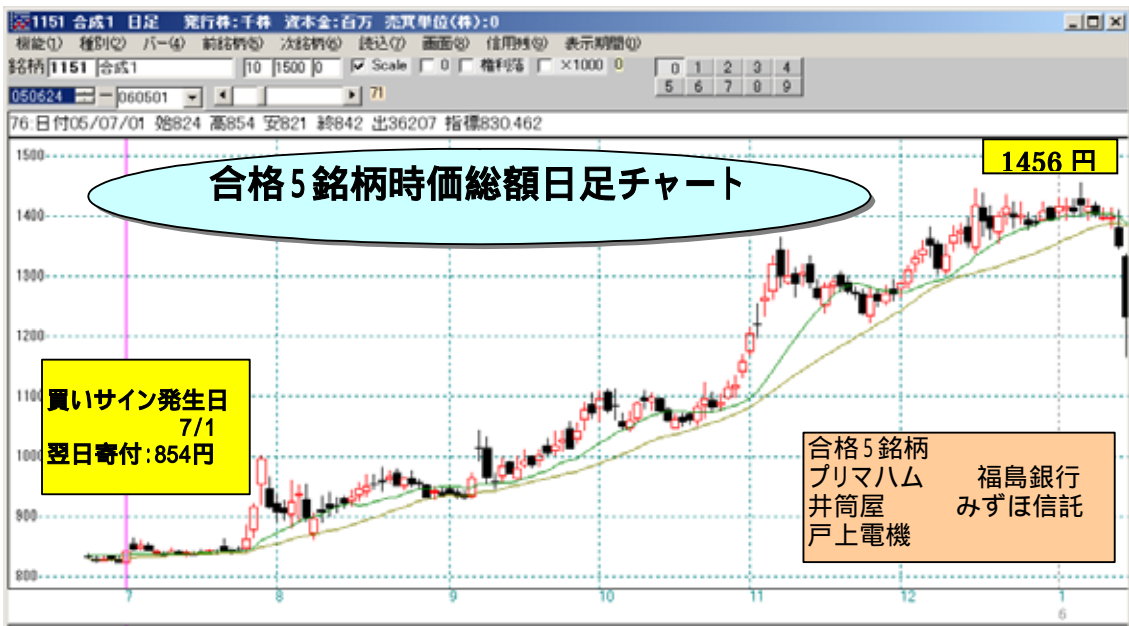 1151 合成1 日足 発行株:千株 資本金:百万 売買単位(株):0
機能(1) 種別(2) バー(4) 前銘柄(5) 次銘柄(6) 読込(7) 画面(8) 信用残(9) 表示期間(0)
銘柄 1151 合成1 10 1500 0 Scale 0 権利落 ×1000 0 0 1 2 3 4
5 6 7 8 9
050624 - 060501 71
76:日付05/07/01 始824 高854 安821 終842 出36207 指標830.462
1500
1456 円
合格5銘柄時価総額日足チャート
1400
1300
1200
1100
買いサイン発生日
7/1
翌日寄付:854円
1000
合格5銘柄
プリマハム 福島銀行
井筒屋 みずほ信託
戸上電機
900
800
7 8 9 10 11 12 1
6